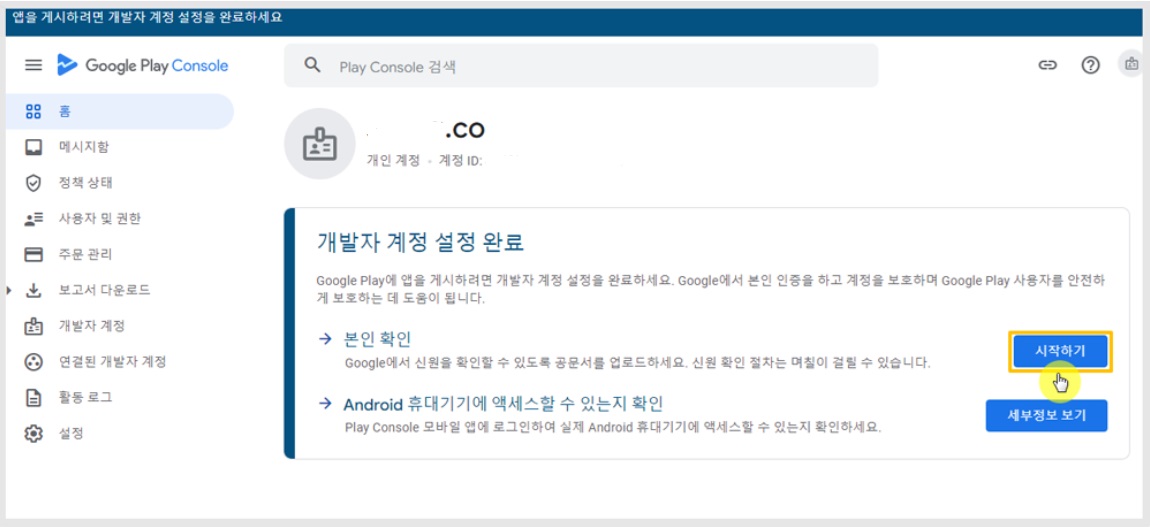 앱을 게시하려면 개발자 계정 설정을 완료하세요
Google Play Console
Play Console 검색
홈
메시지함
정책 상태
사용자 및 권한
주문 관리
보고서 다운로드
개발자 계정
연결된 개발자 계정
활동 로그
설정
.co
개인 계정 · 계정 ID:
개발자 계정 설정 완료
Google Play에 앱을 게시하려면 개발자 계정 설정을 완료하세요. Google에서 본인 인증을 하고 계정을 보호하며 Google Play 사용자를 안전하
게 보호하는 데 도움이 됩니다.
본인 확인
Google에서 신원을 확인할 수 있도록 공문서를 업로드하세요. 신원 확인 절차는 며칠이 걸릴 수 있습니다.
시작하기
Android 휴대기기에 액세스할 수 있는지 확인
Play Console 모바일 앱에 로그인하여 실제 Android 휴대기기에 액세스할 수 있는지 확인하세요.
세부정보 보기